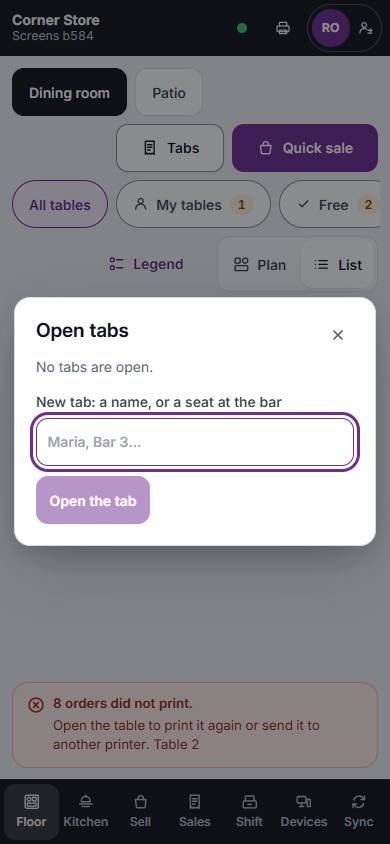 Corner Store
Screens b584
RO
Dining room
Patio
Tabs
Quick sale
All tables
My tables 1
Free 2
Legend
Plan
List
Open tabs
No tabs are open.
New tab: a name, or a seat at the bar
Maria, Bar 3...
Open the tab
8 orders did not print.
Open the table to print it again or send it to
another printer. Table 2
Floor
Kitchen
Sell
Sales
Shift
Devices
Sync